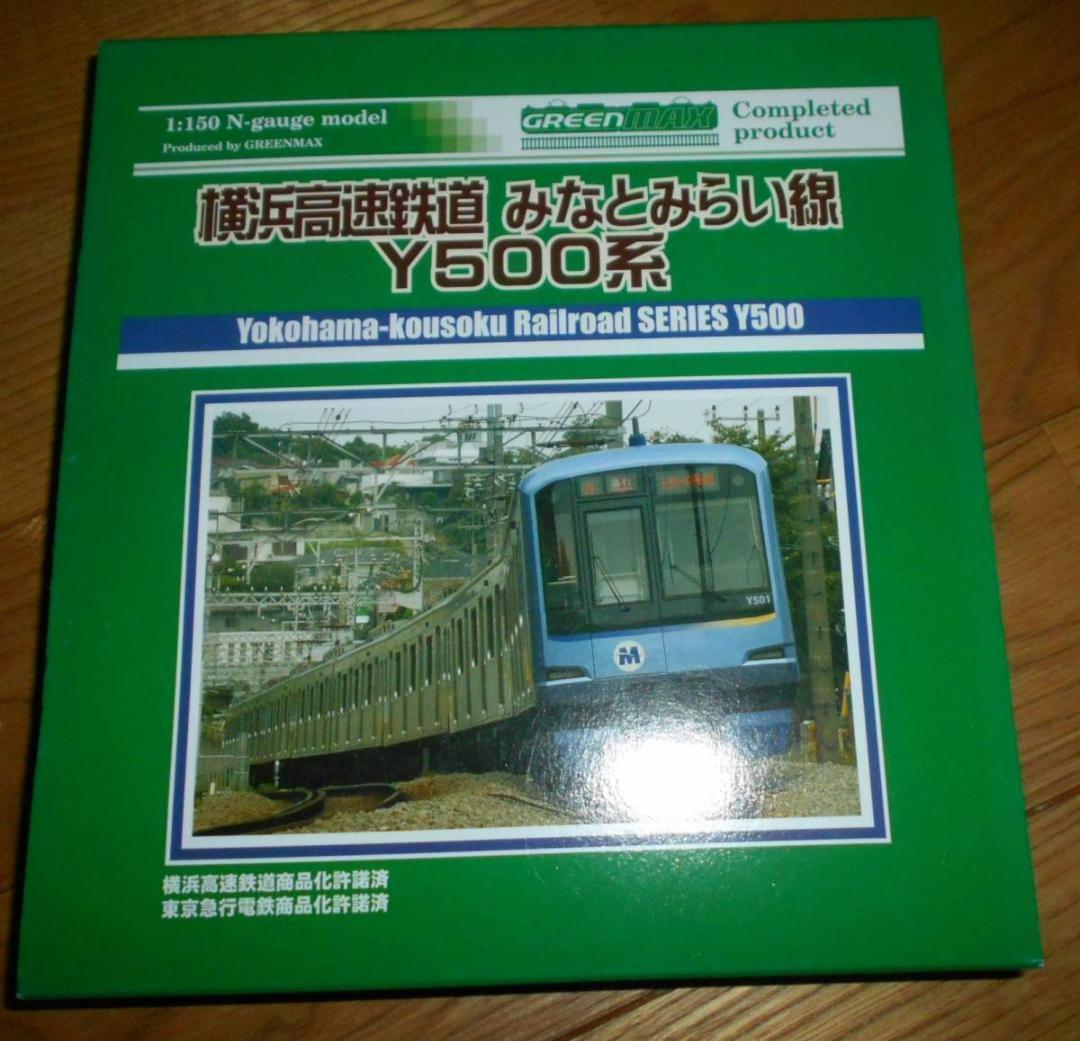 1:150 N-gauge model
Produced by GREENMAX
GREENMAX
Completed
product
横浜高速鉄道 みなとみらい線
Y500系
Yokohama-kousoku Railroad SERIES Y500
Y501
M
横浜高速鉄道商品化許諾済
東京急行電鉄商品化許諾済